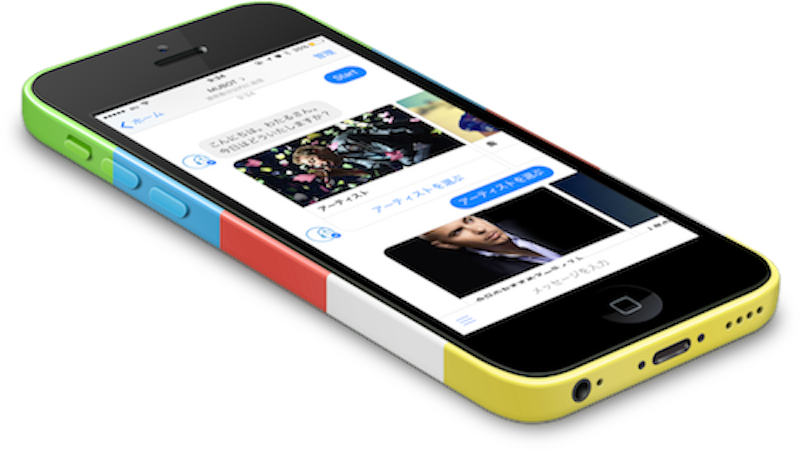 9:34
ホーム
MUBOT
管理
Start
9:34
こんにちは、わたるさん。
今日はどういたしますか?
アーティスト
アーティストを選ぶ
アーティストを選ぶ
メッセージを入力